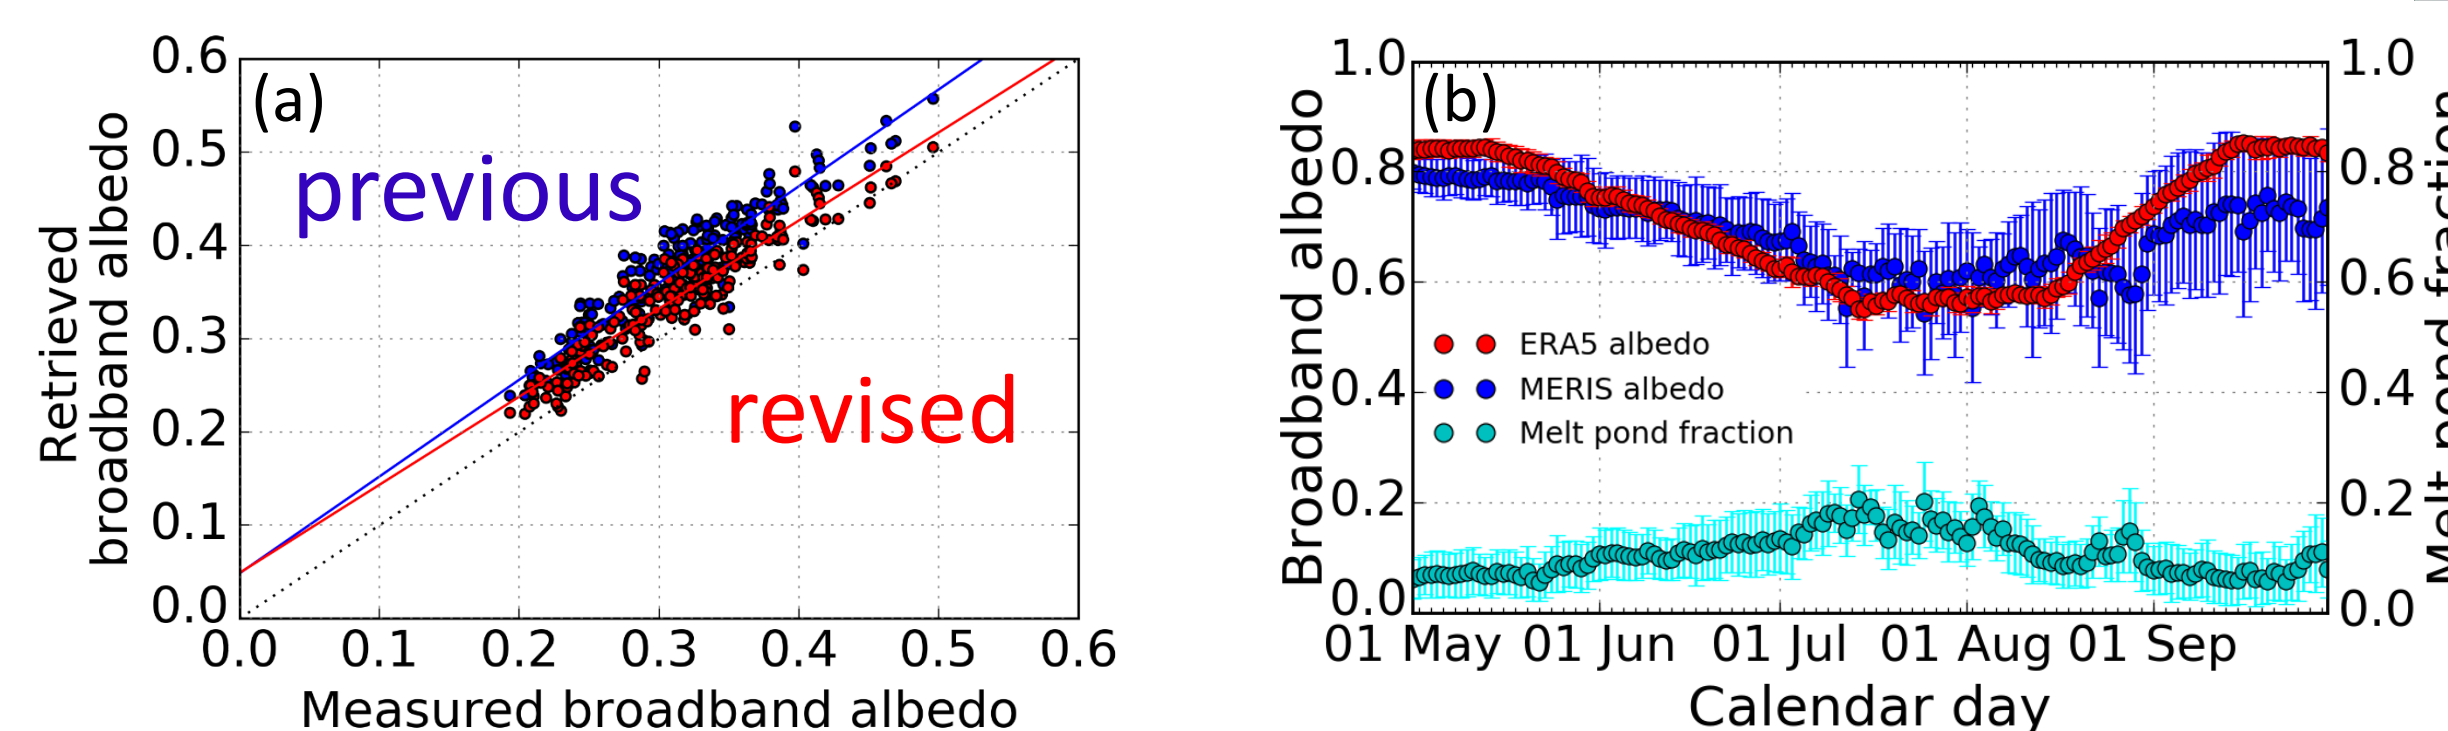 (a)
previous
revised
0.6
0.5
0.4
0.3
0.2
0.1
0.0
0.0 0.1 0.2 0.3 0.4 0.5 0.6
Retrieved
broadband albedo
Measured broadband albedo
(b)
1.0
0.8
0.6
0.4
0.2
0.0
Broadband albedo
ERA5 albedo
MERIS albedo
Melt pond fraction
1.0
0.8
0.6
0.4
0.2
0.0
Melt pond fraction
01 May 01 Jun 01 Jul 01 Aug 01 Sep
Calendar day